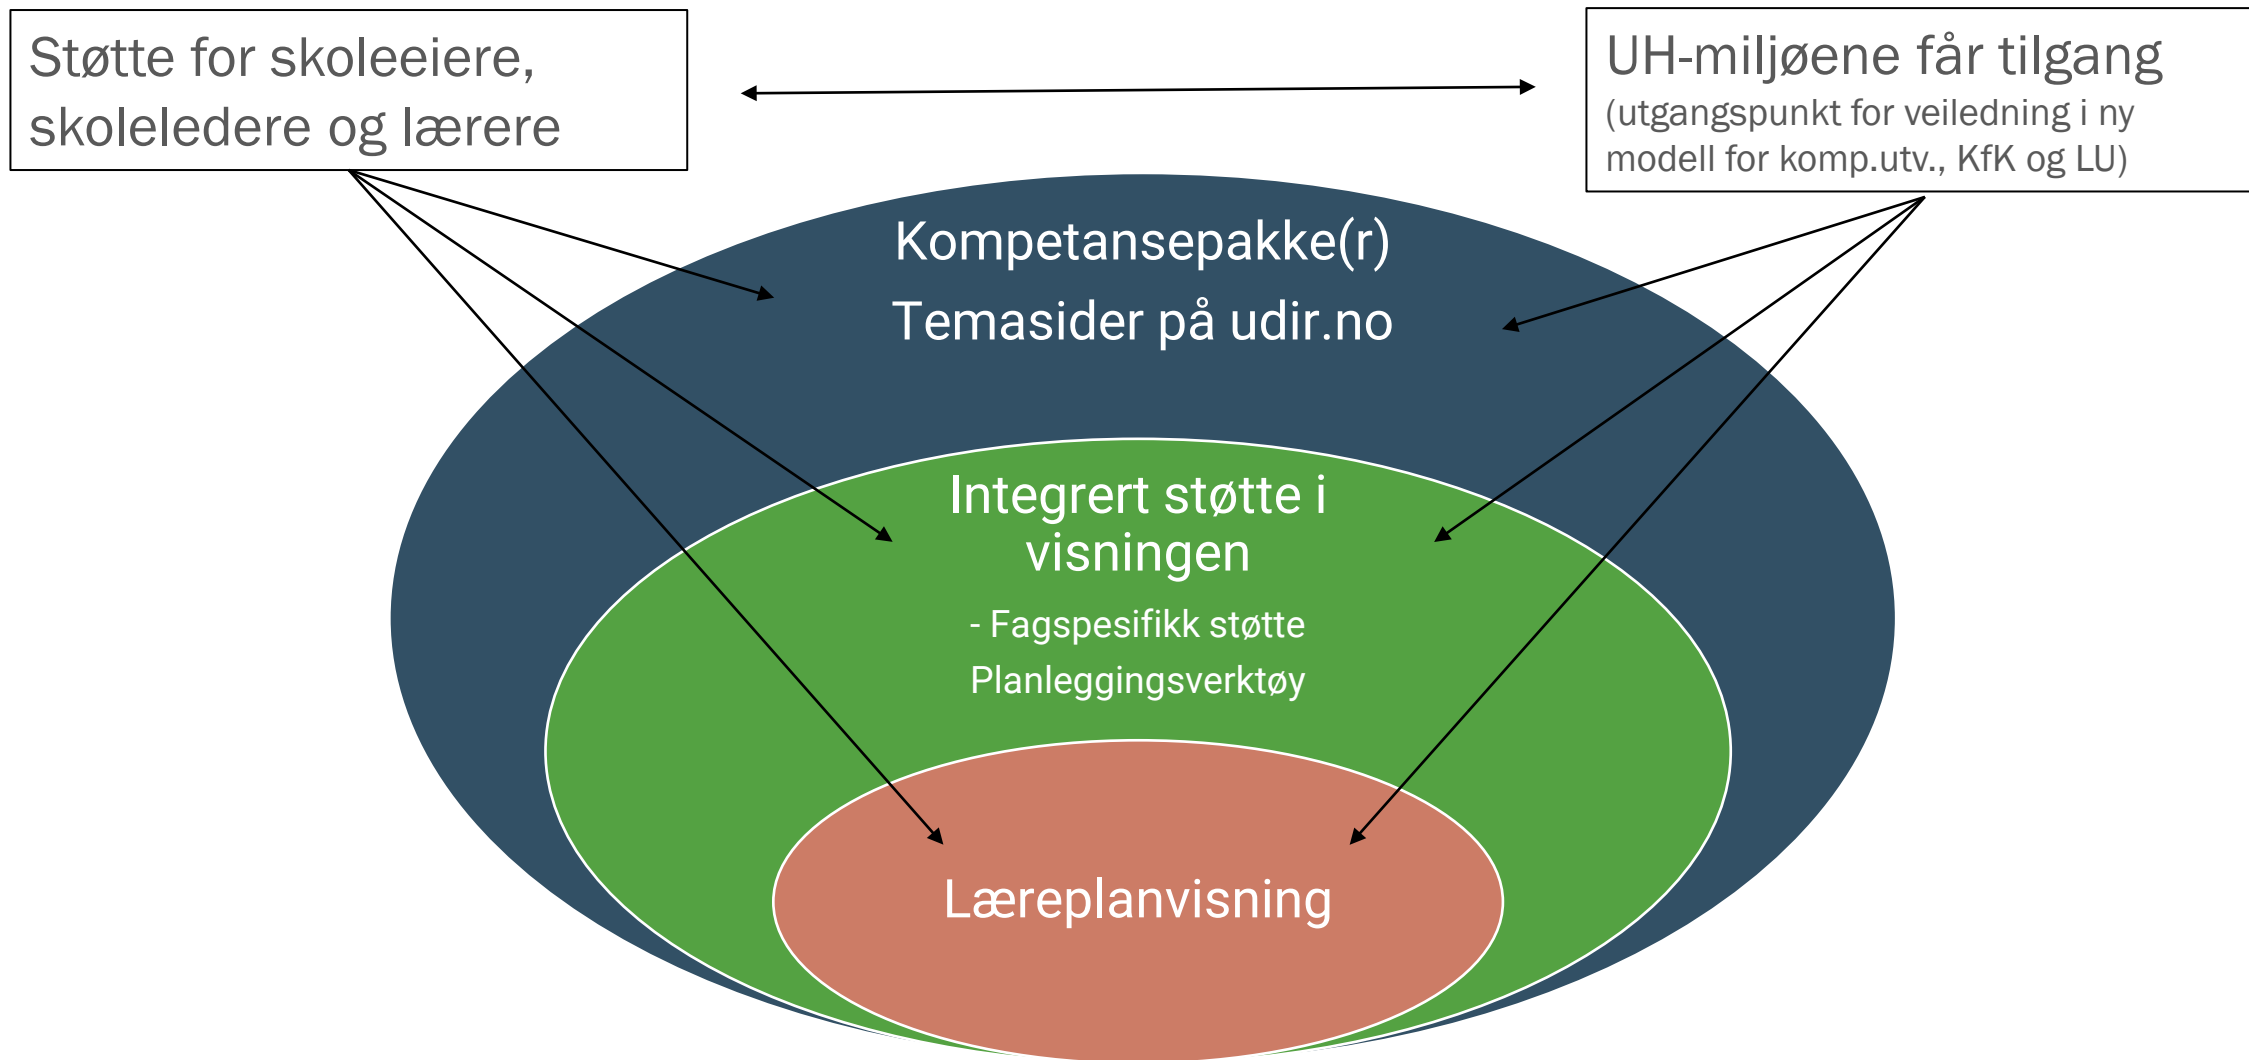 Støtte for skoleeiere,
skoleledere og lærere
UH-miljøene får tilgang
(utgangspunkt for veiledning i ny
modell for komp.utv., KfK og LU)
Kompetansepakke(r)
Temasider på udir.no
Integrert støtte i
visningen
- Fagspesifikk støtte
Planleggingsverktøy
Læreplanvisning